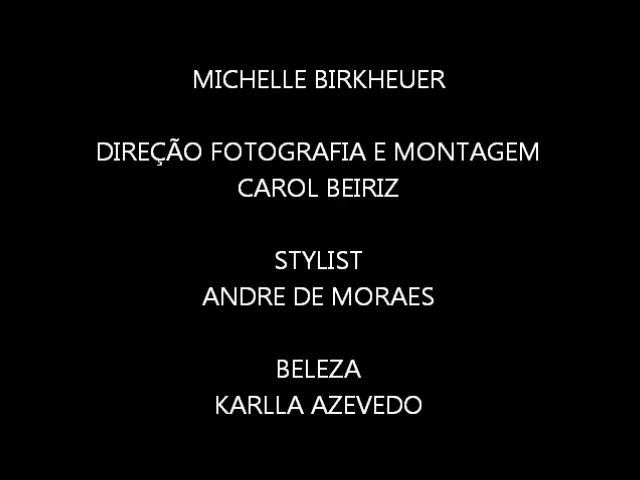 MICHELLE BIRKHEUER
DIREÇÃO FOTOGRAFIA E MONTAGEM
CAROL BEIRIZ
STYLIST
ANDRE DE MORAES
BELEZA
KARLLA AZEVEDO